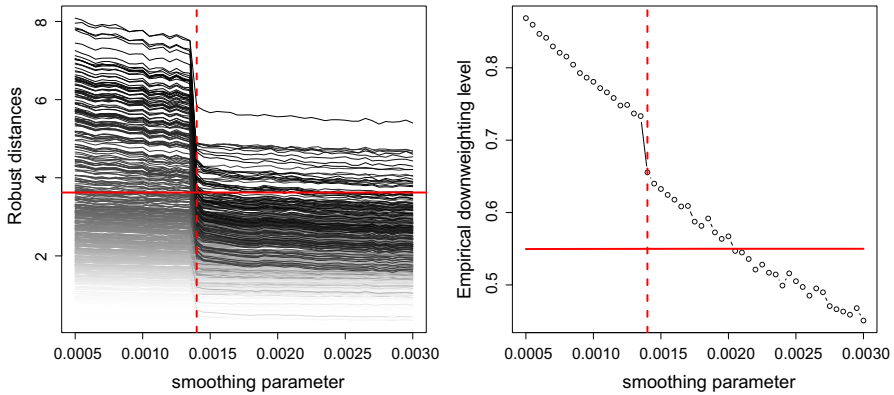 Robust distances
8
6
4
2
0.0005 0.0010 0.0015 0.0020 0.0025 0.0030
smoothing parameter
Empirical downweighting level
0.8
0.7
0.6
0.5
0.0005 0.0010 0.0015 0.0020 0.0025 0.0030
smoothing parameter